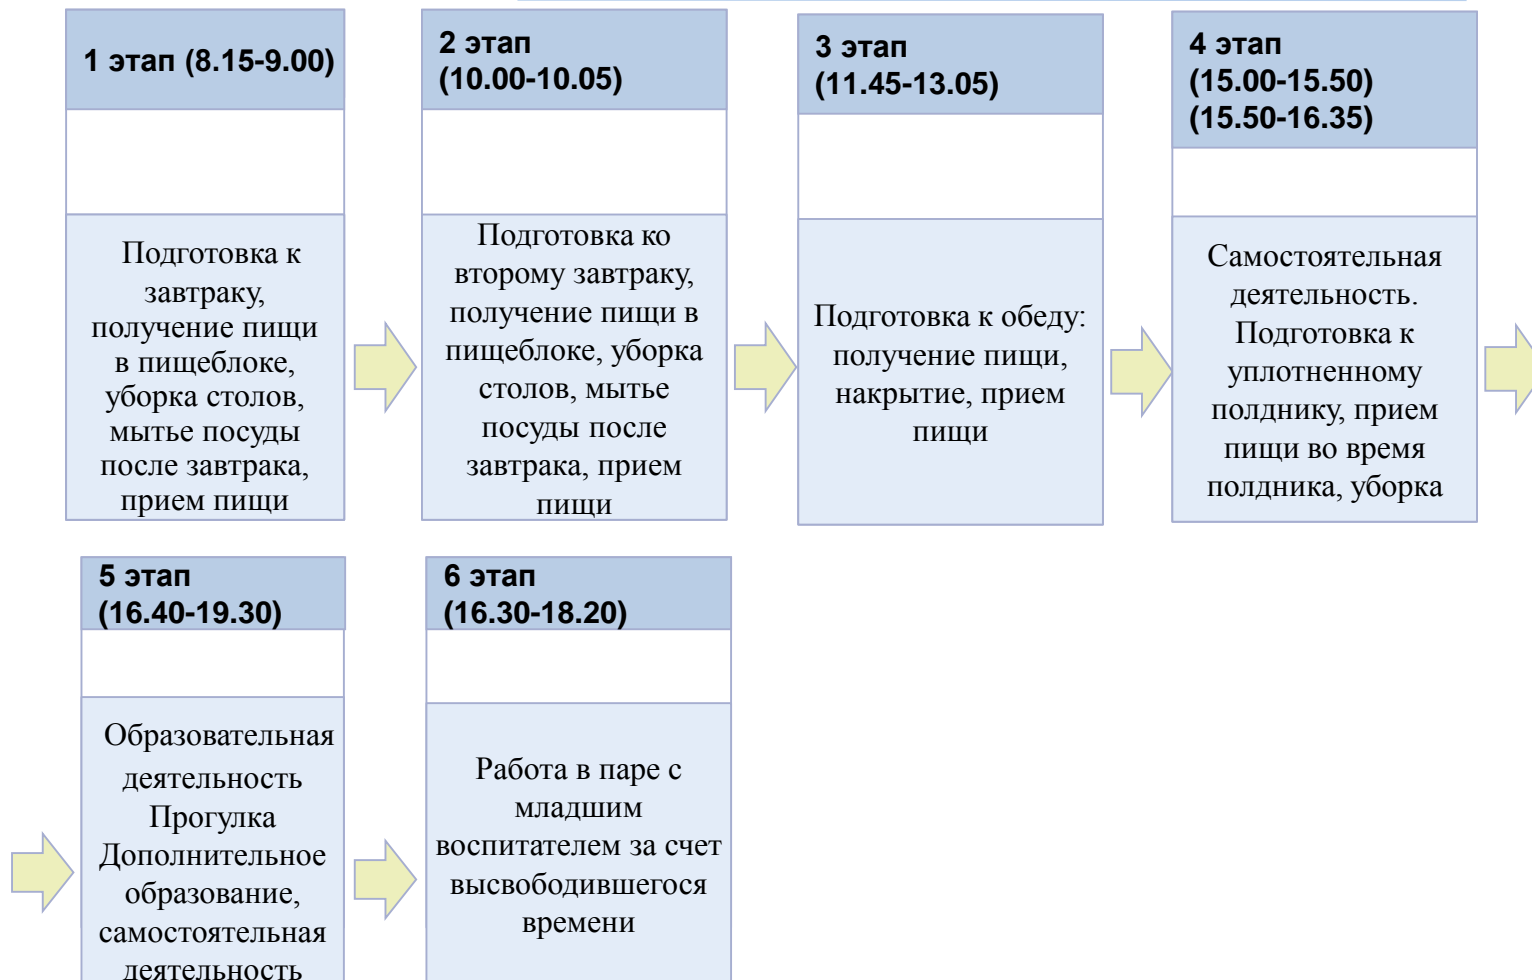 1 этап (8.15-9.00)
Подготовка к
завтраку,
получение пищи
в пищеблоке,
уборка столов,
мытье посуды
после завтрака,
прием пищи
2 этап
(10.00-10.05)
Подготовка ко
второму завтраку,
получение пищи в
пищеблоке, уборка
столов, мытье
посуды после
завтрака, прием
пищи
3 этап
(11.45-13.05)
Подготовка к обеду:
получение пищи,
накрытие, прием
пищи
4 этап
(15.00-15.50)
(15.50-16.35)
Самостоятельная
деятельность.
Подготовка к
уплотненному
полднику, прием
пищи во время
полдника, уборка
5 этап
(16.40-19.30)
Образовательная
деятельность
Прогулка
Дополнительное
образование,
самостоятельная
деятельность
6 этап
(16.30-18.20)
Работа в паре с
младшим
воспитателем за счет
высвободившегося
времени